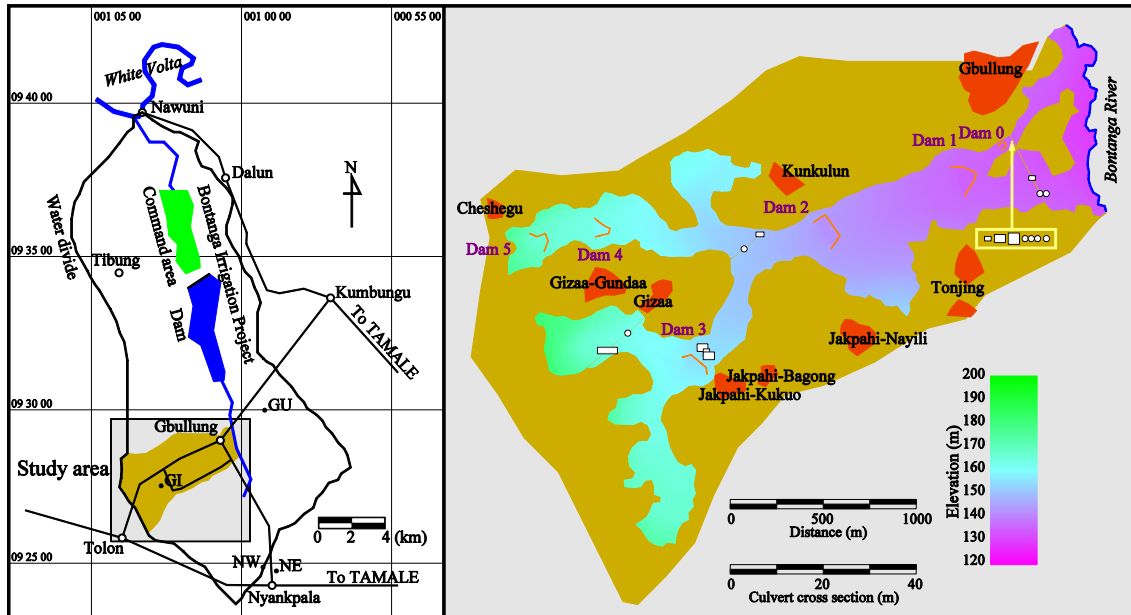 001 05 00
001 00 00
000 55 00
White Volta
09 40 00
Nawuni
Dalun
N
Water divide
Command area
Bontanga Irrigation Project
09 35 00
Tibung
Dam
Kumbungu
To TAMALE
09 30 00
GU
Gbullung
Study area
GI
0 2 4 (km)
Tolon
09 25 00
NW
NE
To TAMALE
Nyankpala
Gbullung
Bontanga River
Dam 1
Dam 0
Kunkulun
Cheshegu
Dam 2
Dam 5
Dam 4
Gizaa-Gundaa
Gizaa
Tonjing
Dam 3
Jakpahi-Nayili
Jakpahi-Bagong
Jakpahi-Kukuo
Elevation (m)
200
190
180
170
160
150
140
130
120
0 500 1000
Distance (m)
0 20 40
Culvert cross section (m)